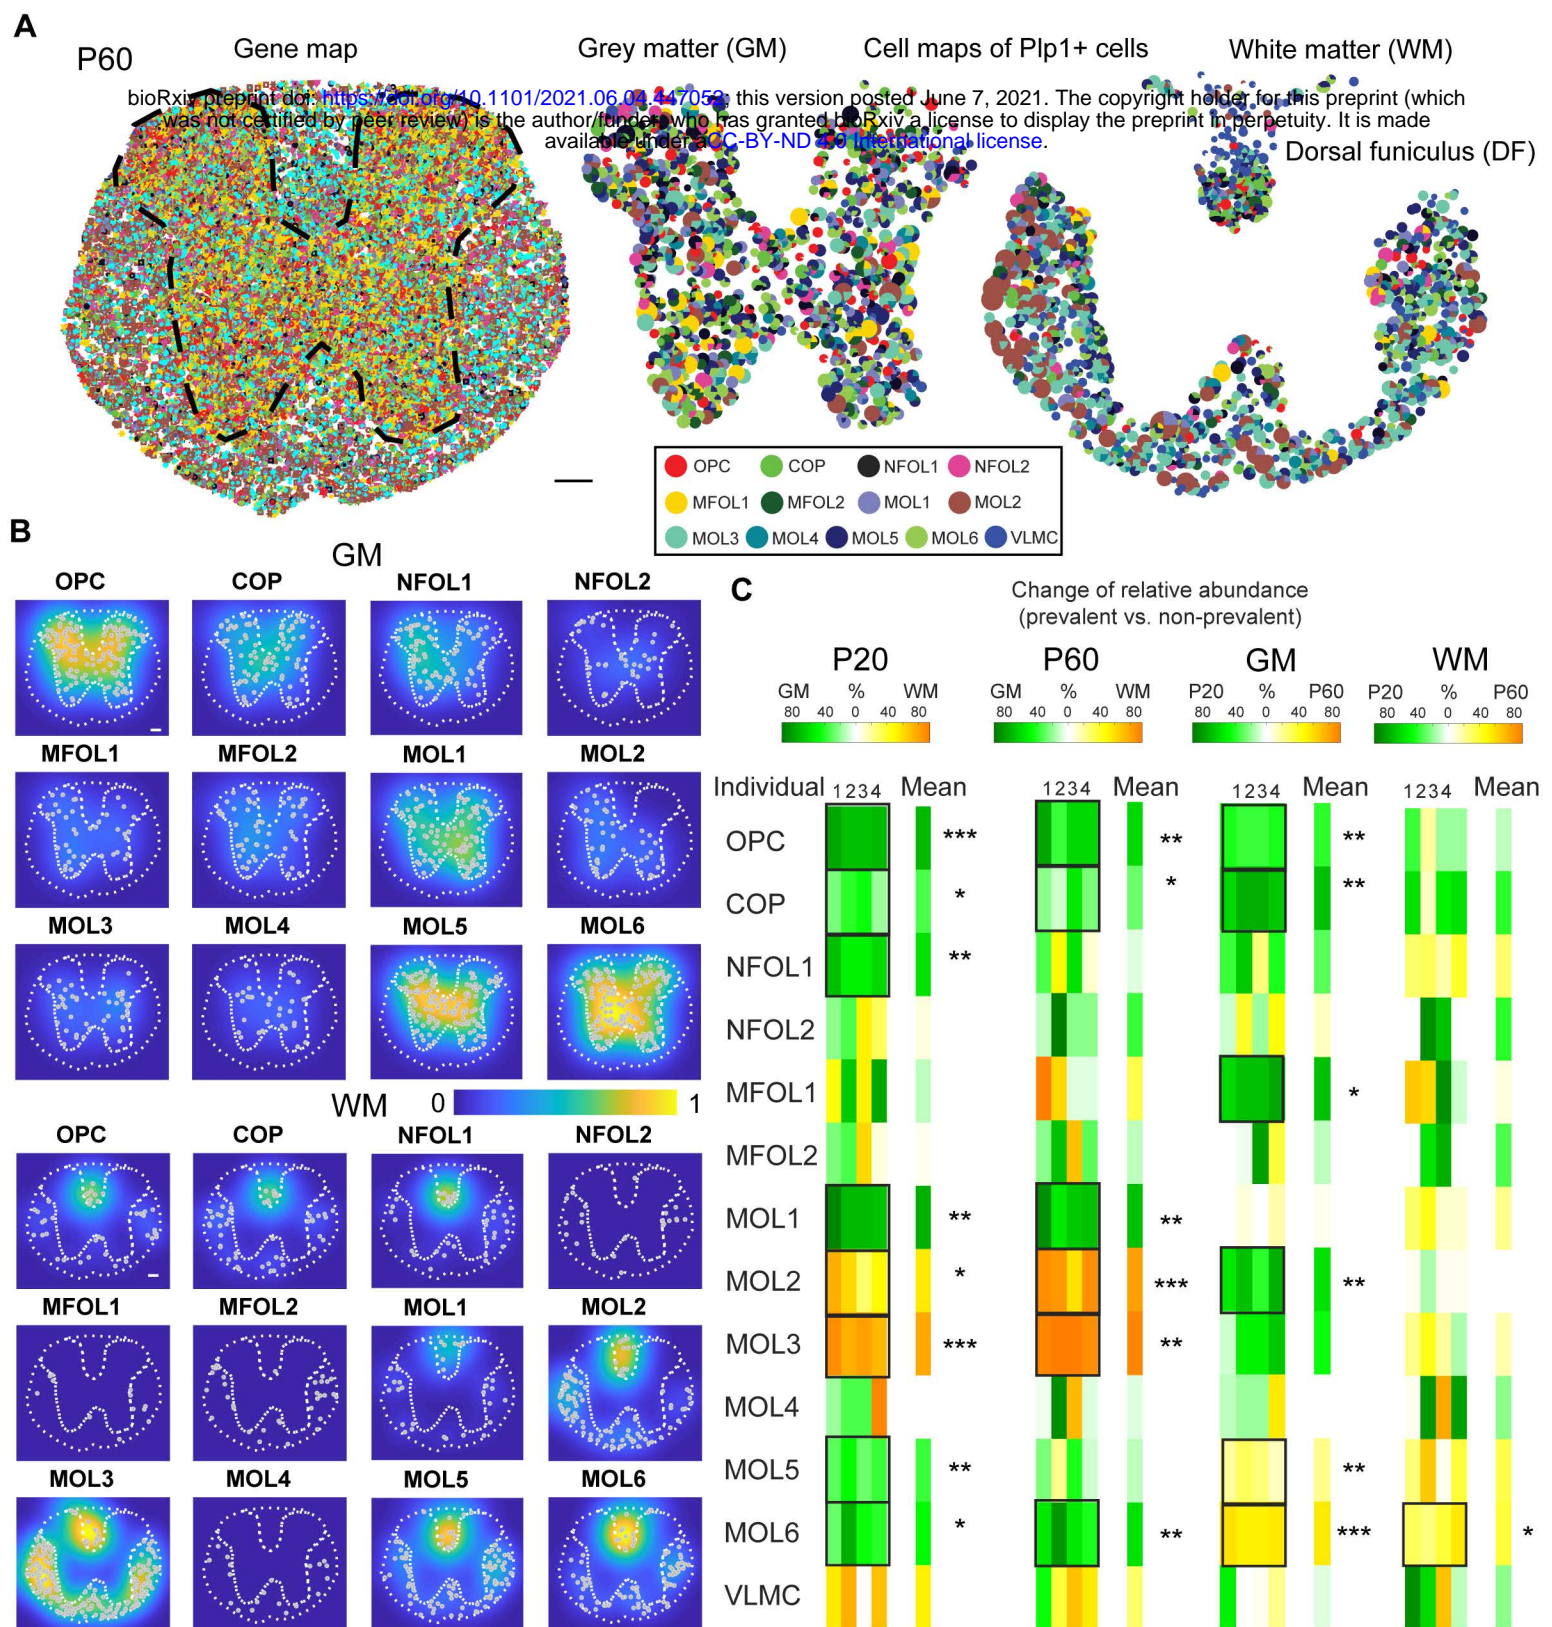 A
P60
Gene map
Grey matter (GM)
Cell maps of Plp1+ cells
White matter (WM)
bioRxiv preprint doi: https://doi.org/10.1101/2021.06.04.447052; this version posted June 7, 2021. The copyright holder for this preprint (which
was not certified by peer review) is the author/funder, who has granted bioRxiv a license to display the preprint in perpetuity. It is made
available under aCC-BY-ND 4.0 International license.
Dorsal funiculus (DF)
OPC COP NFOL1 NFOL2
MFOL1 MFOL2 MOL1 MOL2
MOL3 MOL4 MOL5 MOL6 VLMC
B
GM
OPC COP NFOL1 NFOL2
MFOL1 MFOL2 MOL1 MOL2
MOL3 MOL4 MOL5 MOL6
WM 0 1
OPC COP NFOL1 NFOL2
MFOL1 MFOL2 MOL1 MOL2
MOL3 MOL4 MOL5 MOL6
C
Change of relative abundance
(prevalent vs. non-prevalent)
P20 P60 GM WM
GM % WM GM % WM P20 % P60 P20 % P60
80 40 0 40 80 80 40 0 40 80 80 40 0 40 80 80 40 0 40 80
Individual 1234 Mean 1234 Mean 1234 Mean 1234 Mean
OPC *** ** **
COP * * **
NFOL1 **
NFOL2
MFOL1 *
MFOL2
MOL1 ** **
MOL2 * *** **
MOL3 *** **
MOL4
MOL5 ** **
MOL6 * ** *** *
VLMC